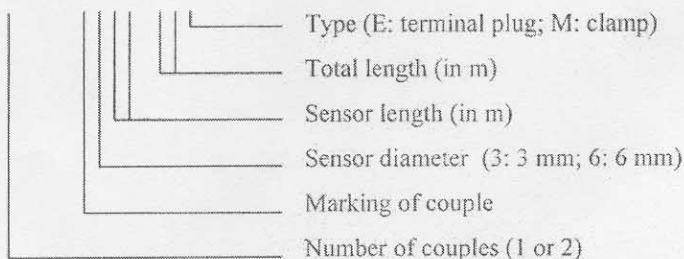 Type (E: terminal plug; M: clamp)
Total length (in m)
Sensor length (in m)
Sensor diameter (3: 3 mm; 6: 6 mm)
Marking of couple
Number of couples (1 or 2)